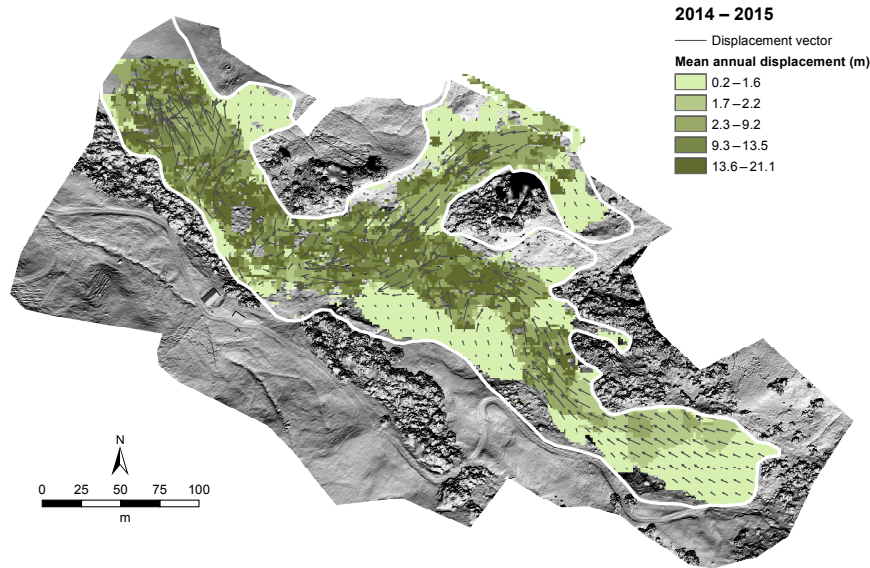 2014 – 2015
Displacement vector
Mean annual displacement (m)
0.2–1.6
1.7–2.2
2.3–9.2
9.3–13.5
13.6–21.1
N
0 25 50 75 100
m